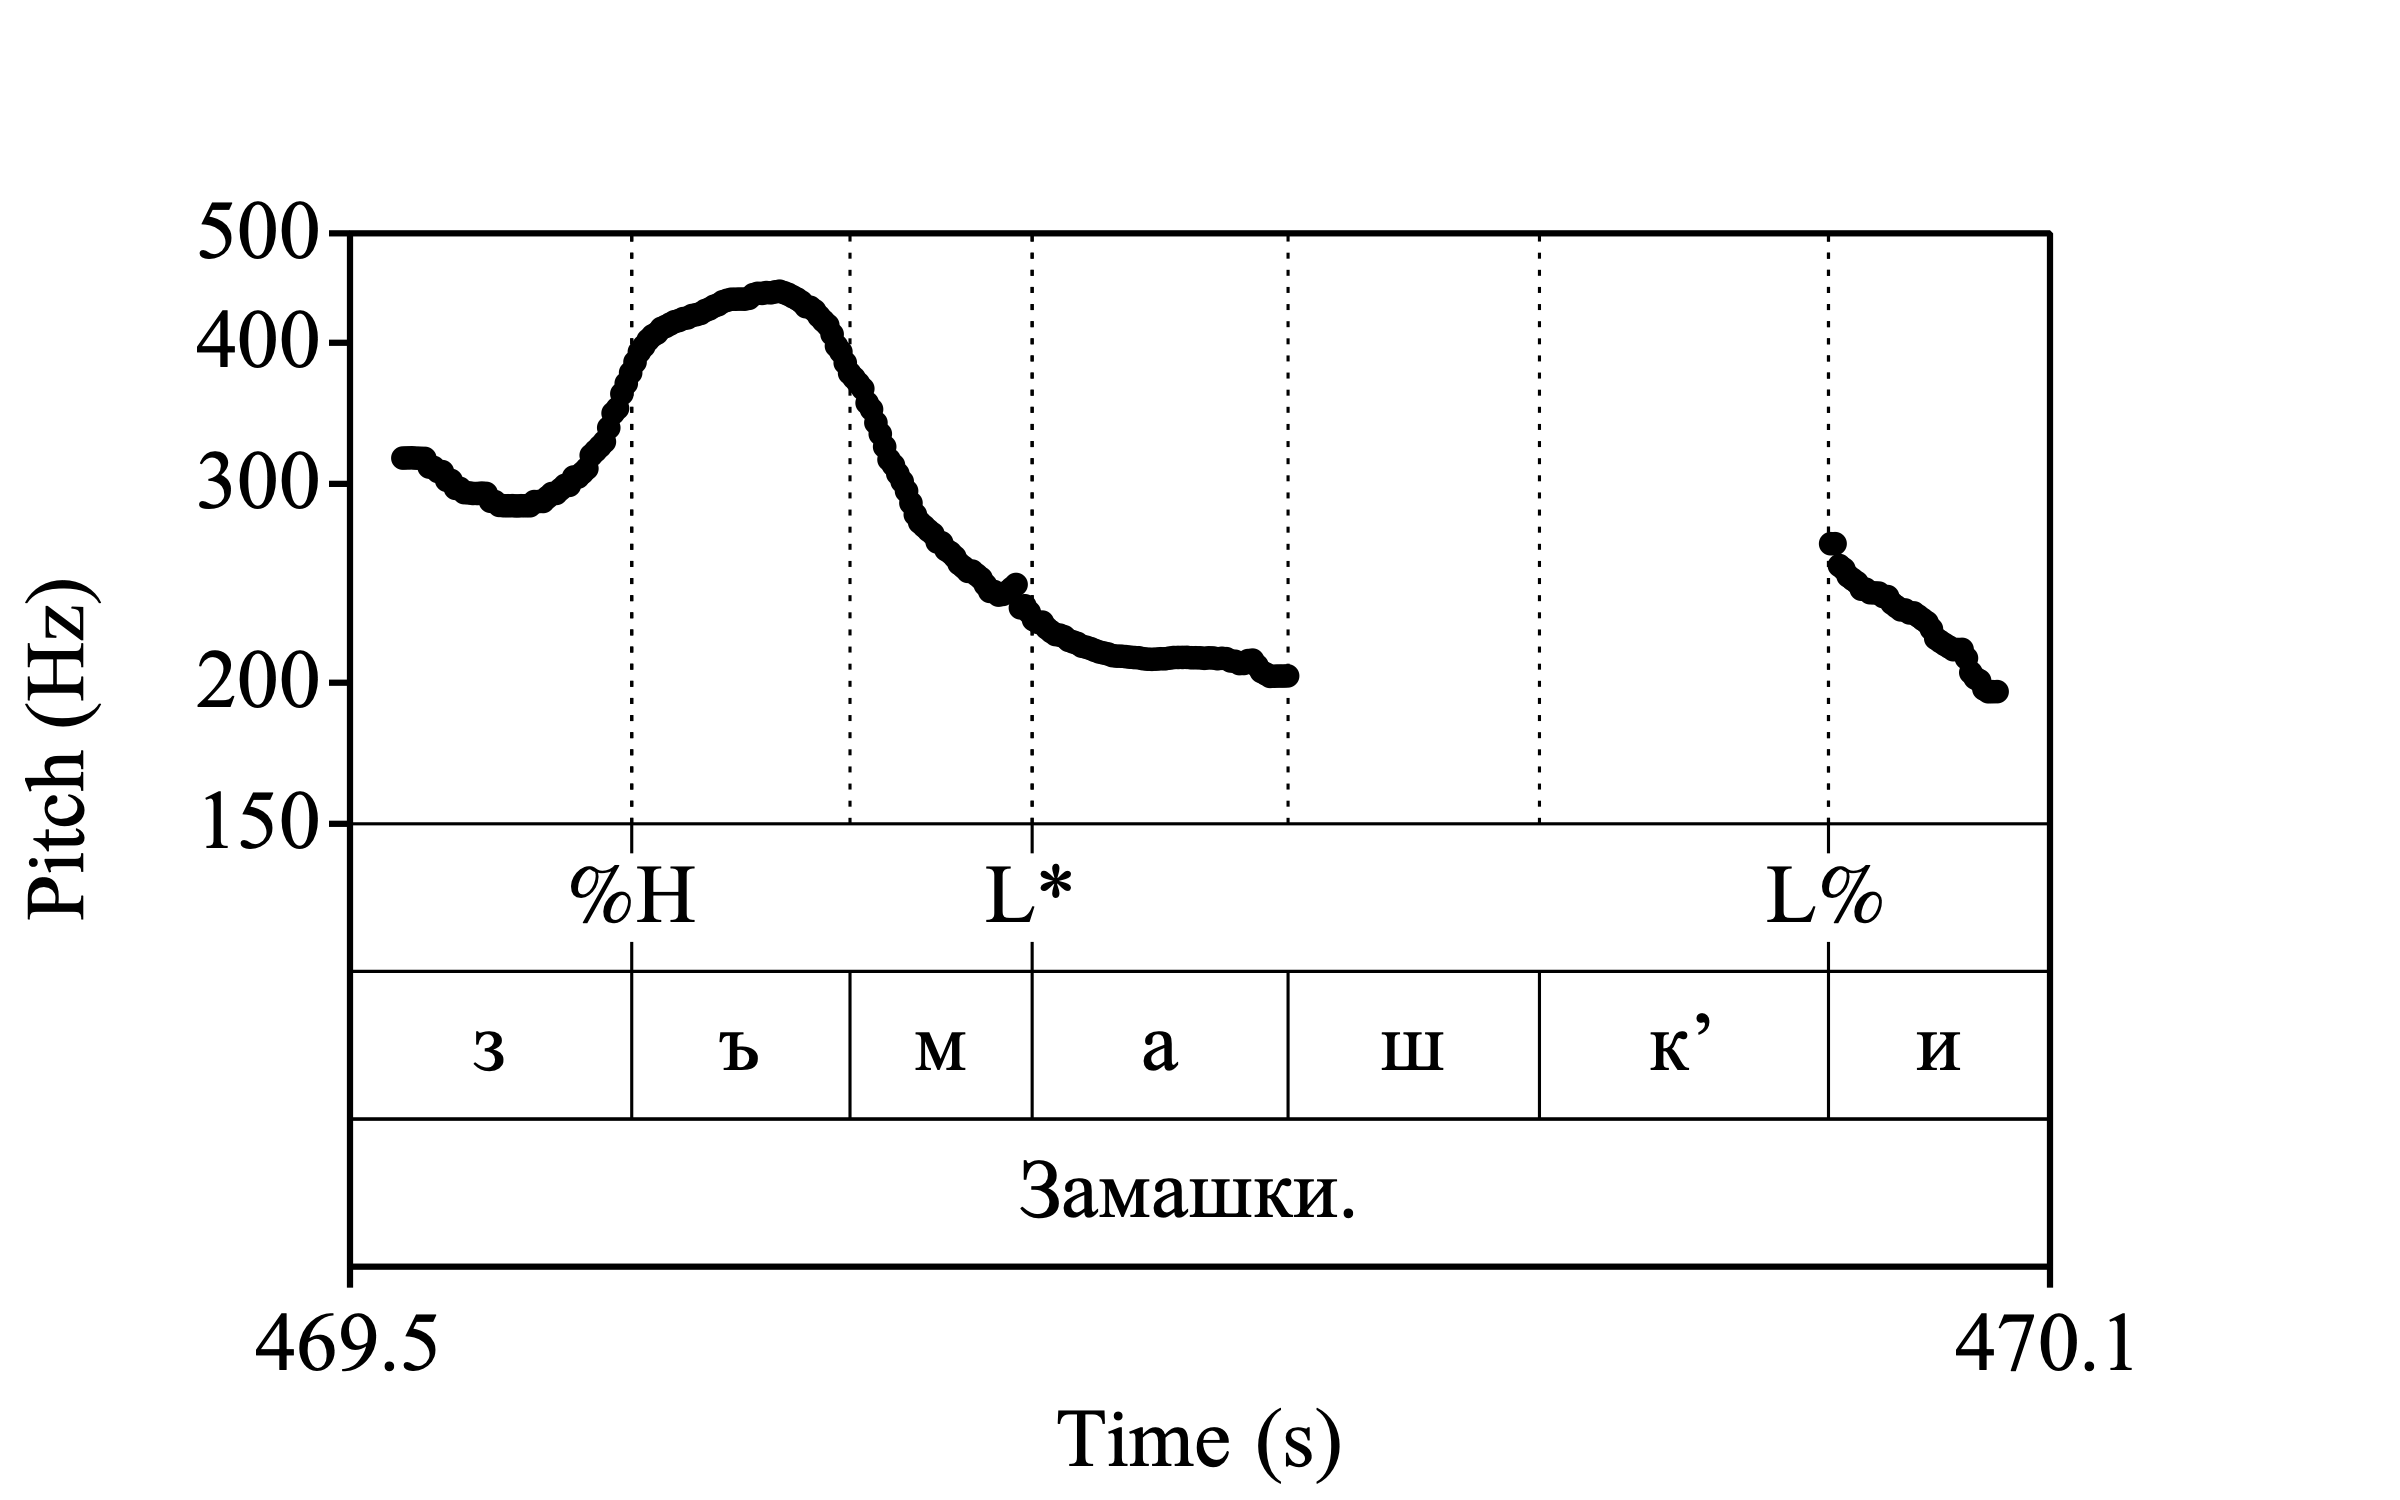 500
400
300
200
150
Pitch (Hz)
%H L* L%
з ъ м а ш к’ и
Замашки.
469.5 470.1
Time (s)